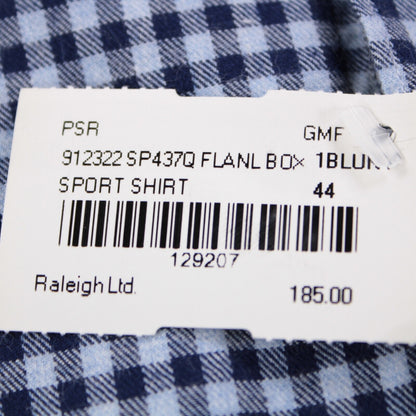 PSR GMF
912322 SP437Q FLANL BOX
SPORT SHIRT 44
129207
Raleigh Ltd. 185.00